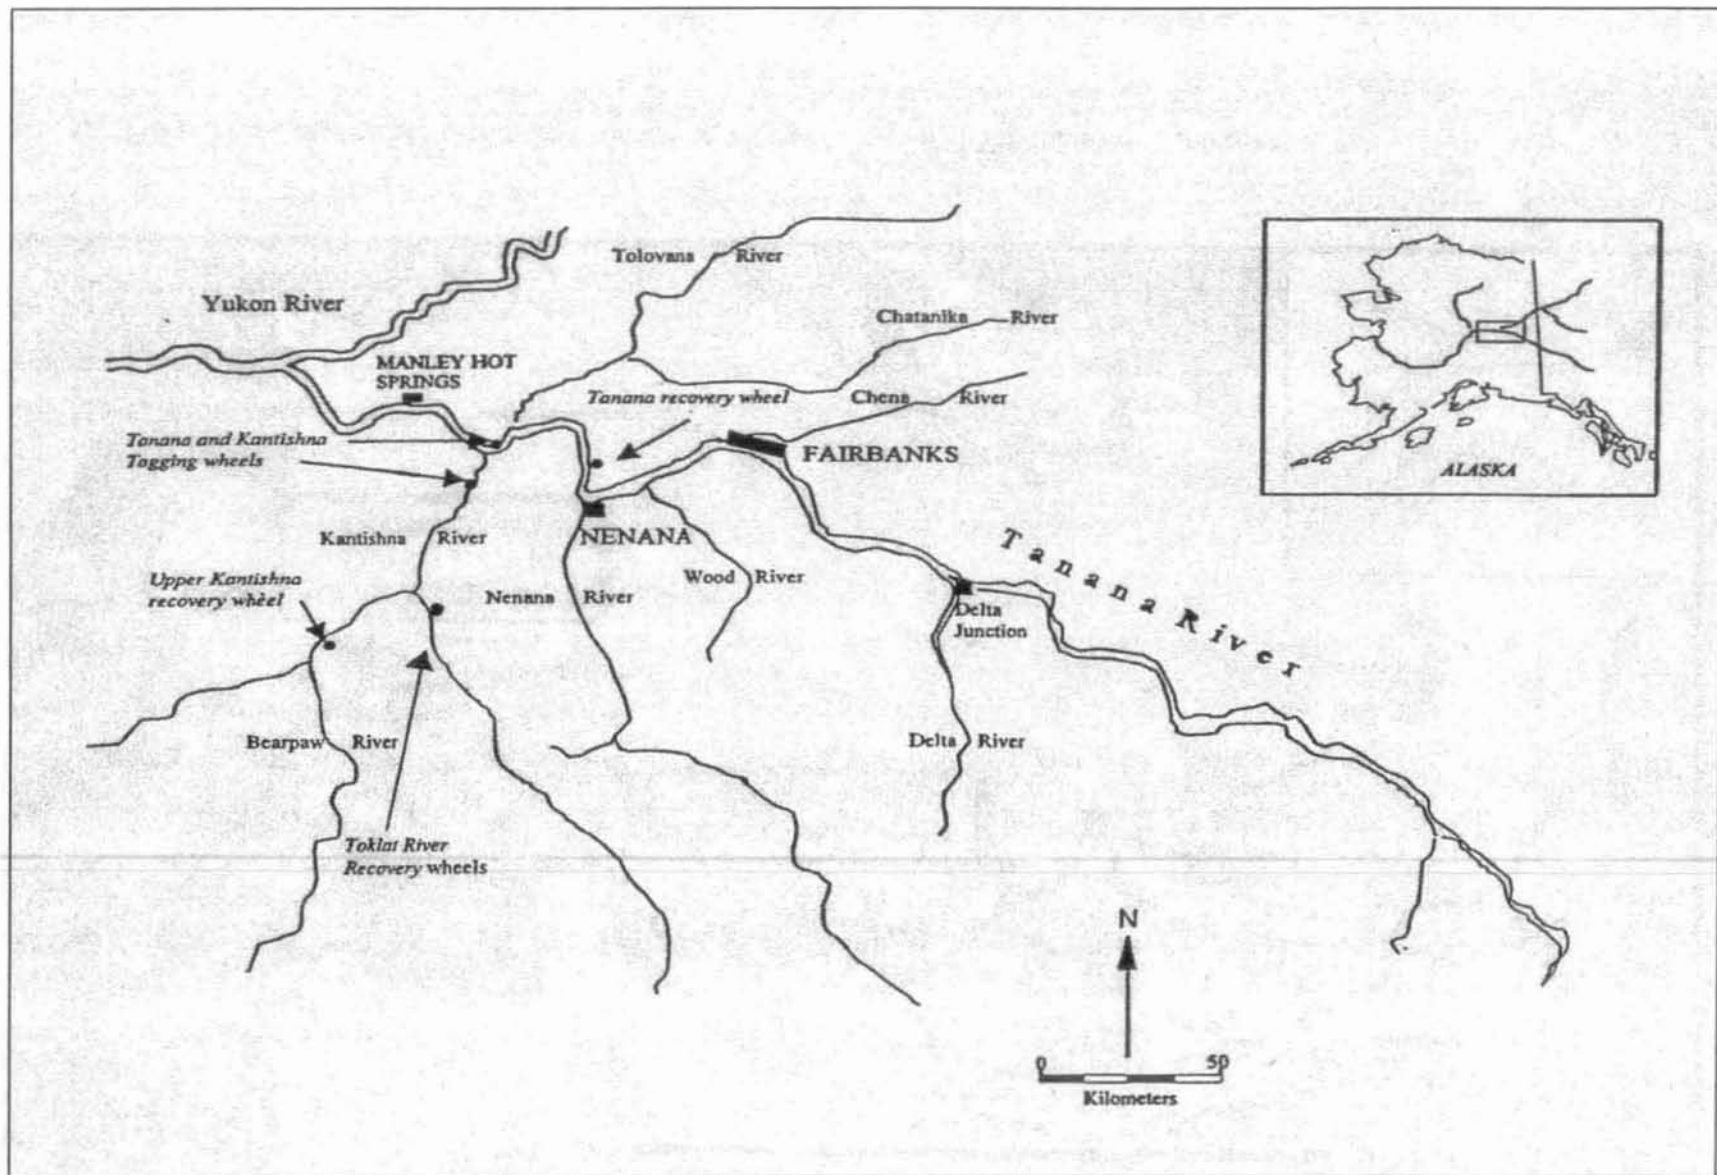 Tolovana River
Yukon River
Chatanika River
MANLEY HOT
SPRINGS
Tanana recovery wheel
Chena River
Tanana and Kantishna
Tagging wheels
FAIRBANKS
ALASKA
Kantishna River
NENANA
Tanana River
Upper Kantishna
recovery wheel
Nenana River
Wood River
Delta
Junction
Bearpaw River
Delta River
Toklat River
Recovery wheels
N
0 50
Kilometers